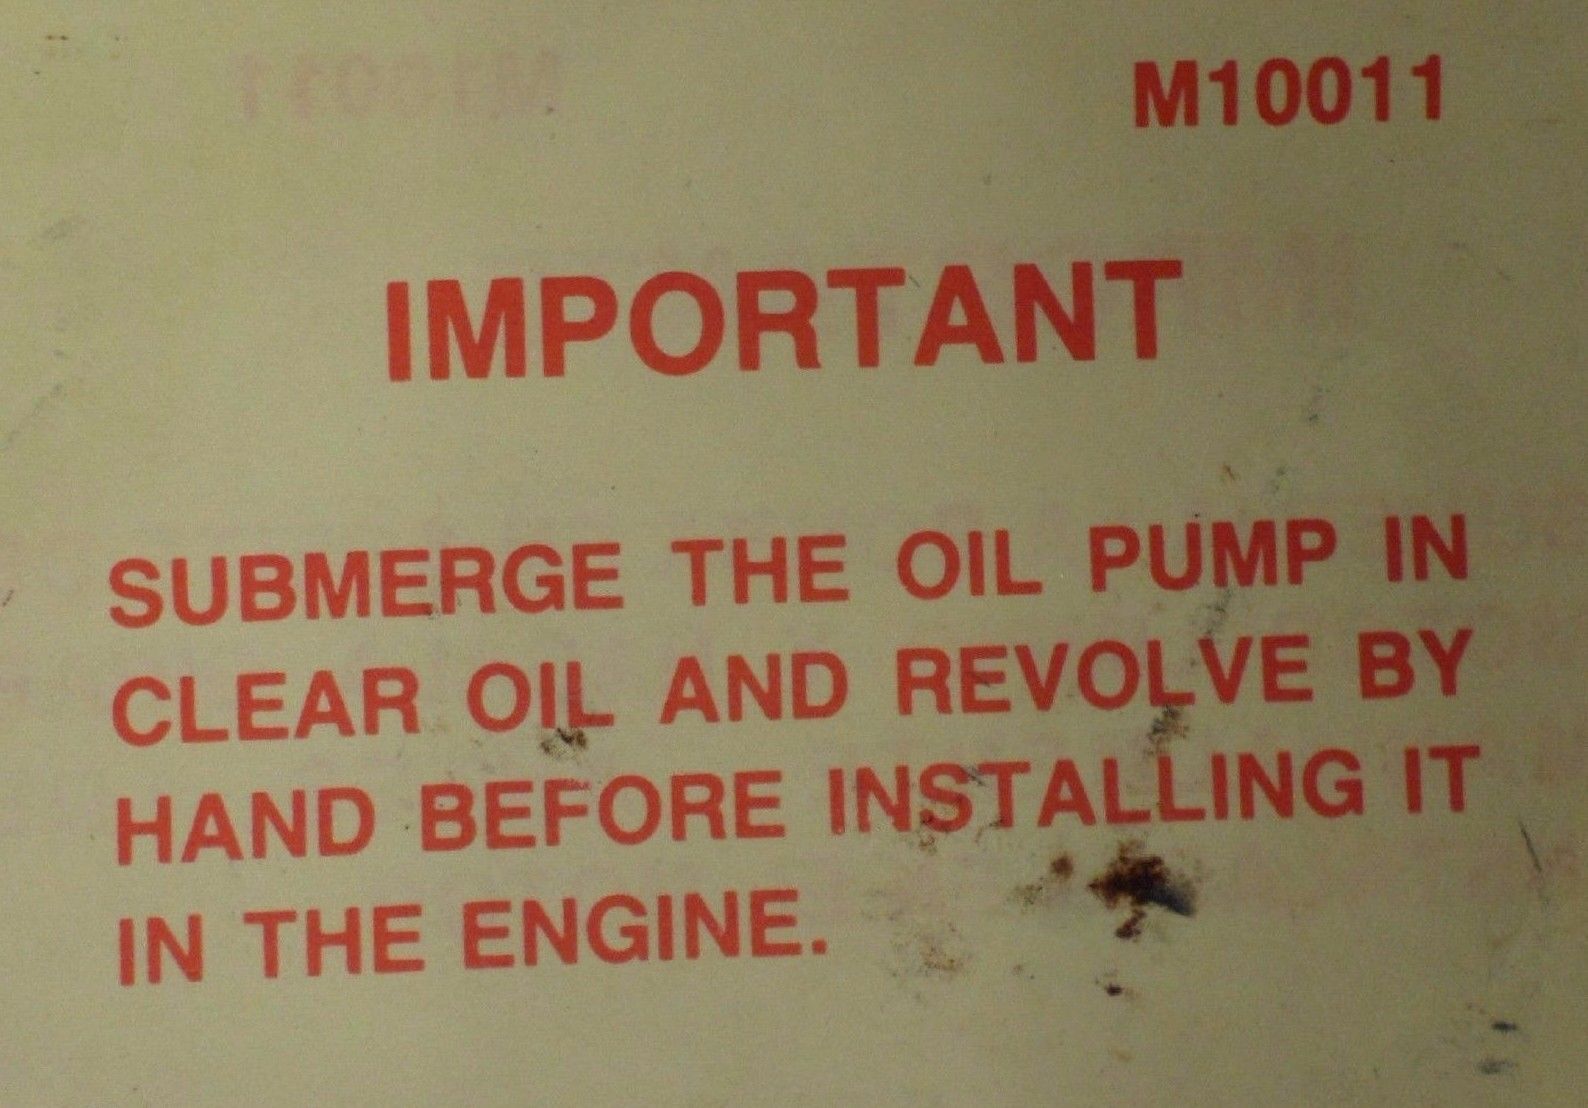 M10011
IMPORTANT
SUBMERGE THE OIL PUMP IN
CLEAR OIL AND REVOLVE BY
HAND BEFORE INSTALLING IT
IN THE ENGINE.